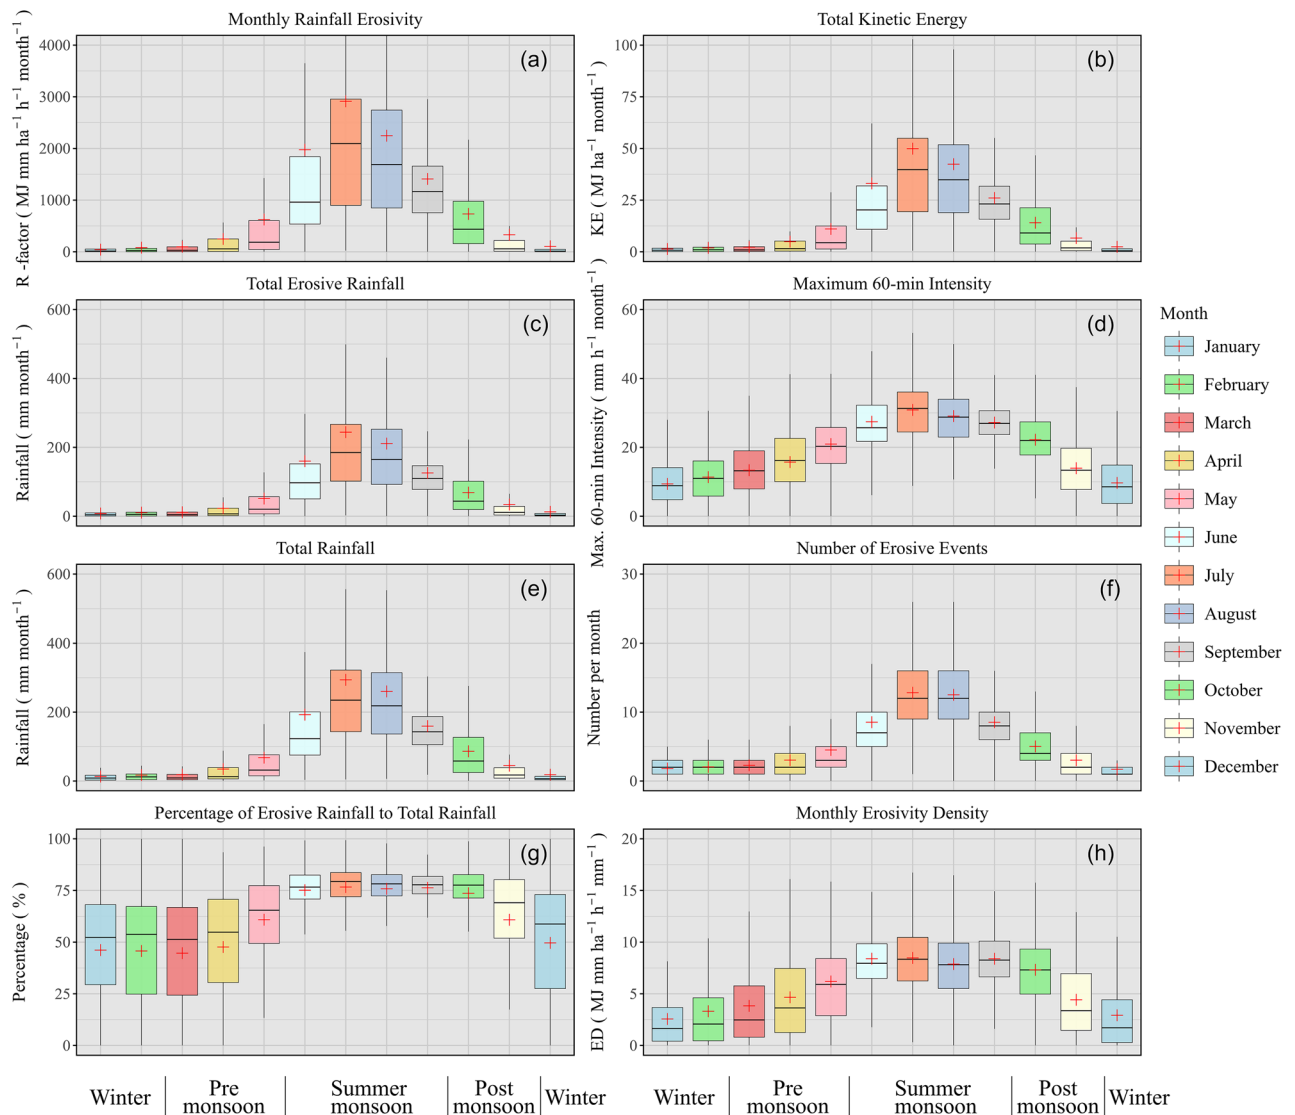 Monthly Rainfall Erosivity
R -factor ( MJ mm ha⁻¹ h⁻¹ month⁻¹ )
4000
3000
2000
1000
0
(a)
Total Kinetic Energy
KE ( MJ ha⁻¹ month⁻¹ )
100
75
50
25
0
(b)
Total Erosive Rainfall
Rainfall ( mm month⁻¹ )
600
400
200
0
(c)
Maximum 60-min Intensity
Max. 60-min Intensity ( mm h⁻¹ month⁻¹ )
60
40
20
0
(d)
Total Rainfall
Rainfall ( mm month⁻¹ )
600
400
200
0
(e)
Number of Erosive Events
Number per month
30
20
10
0
(f)
Percentage of Erosive Rainfall to Total Rainfall
Percentage ( % )
100
75
50
25
0
(g)
Monthly Erosivity Density
ED ( MJ mm ha⁻¹ h⁻¹ mm⁻¹ )
20
15
10
5
0
(h)
Month
January
February
March
April
May
June
July
August
September
October
November
December
Winter
Pre
monsoon
Summer
monsoon
Post
monsoon
Winter
Winter
Pre
monsoon
Summer
monsoon
Post
monsoon
Winter